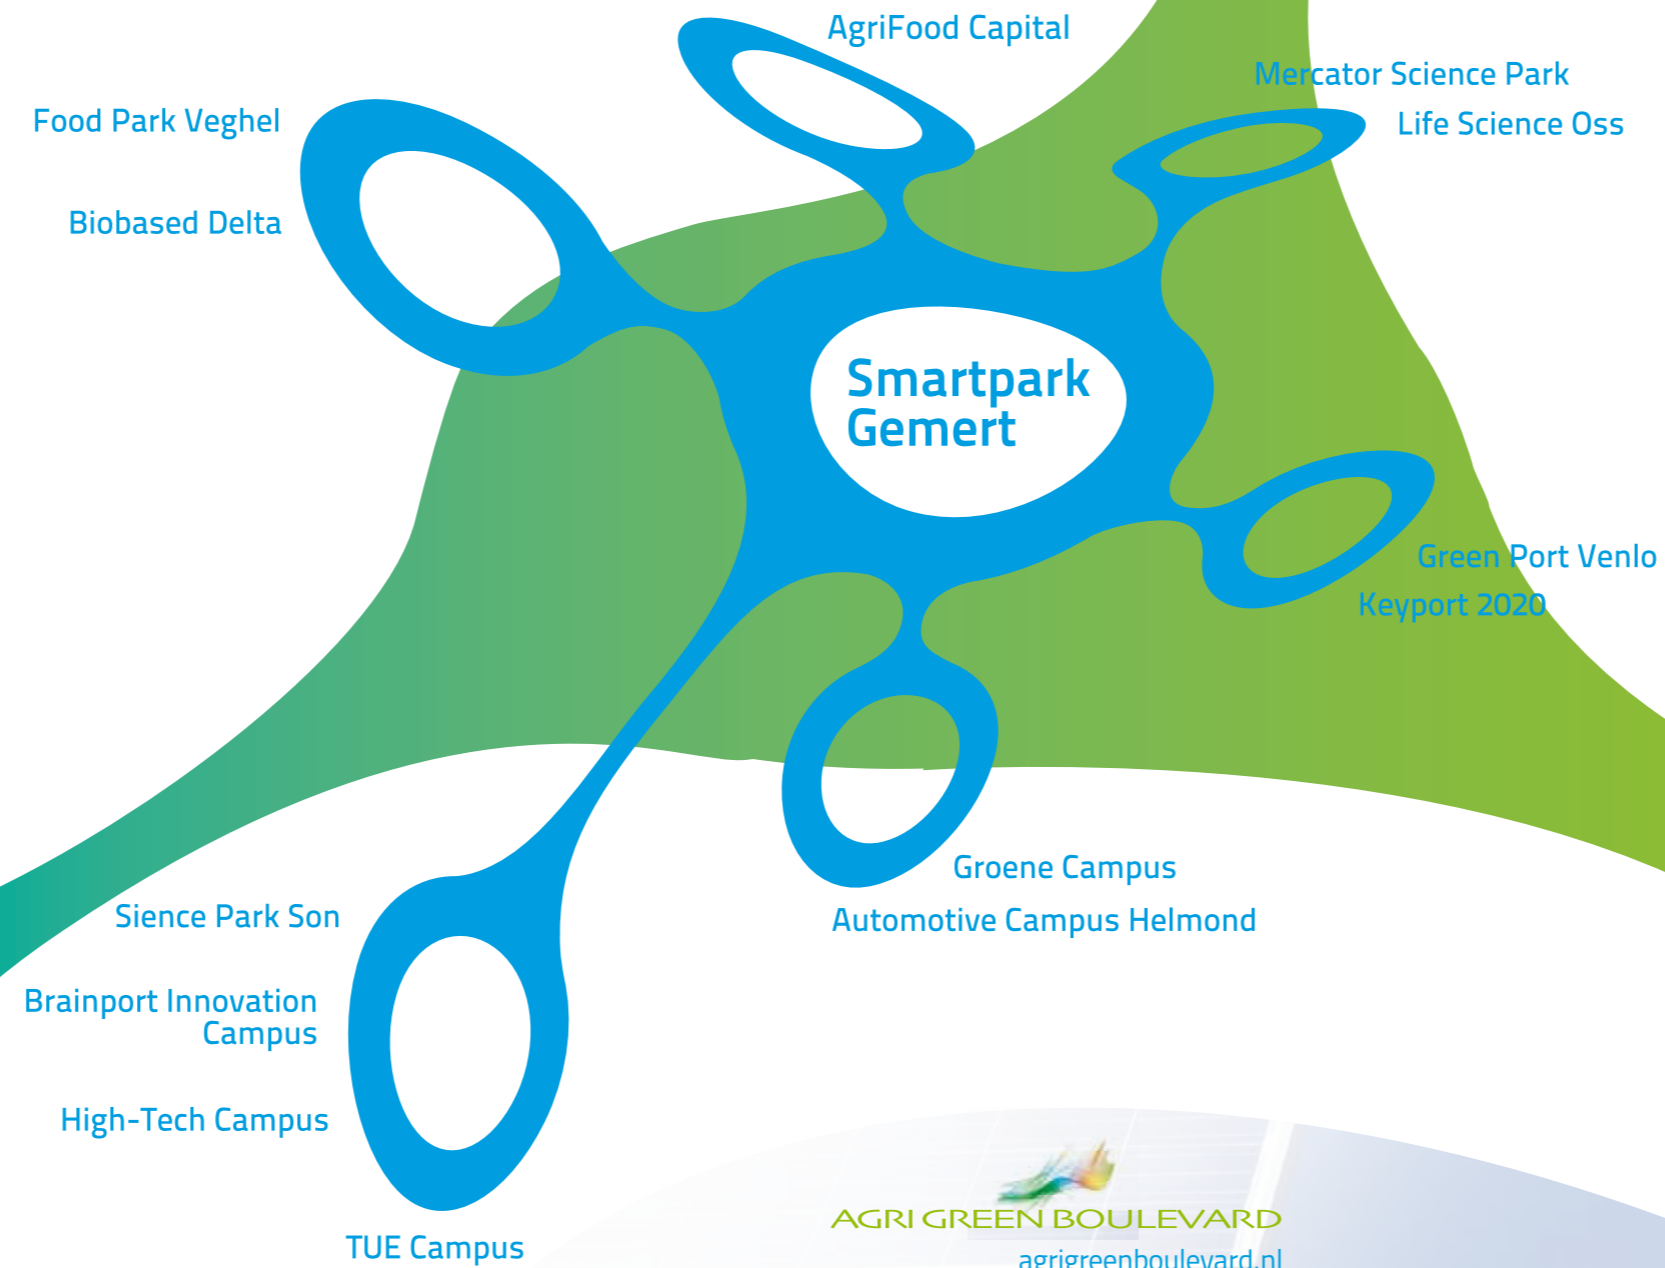 AgriFood Capital
Mercator Science Park
Life Science Oss
Food Park Veghel
Biobased Delta
Smartpark
Gemert
Green Port Venlo
Keyport 2020
Groene Campus
Automotive Campus Helmond
Sience Park Son
Brainport Innovation
Campus
High-Tech Campus
TUE Campus
AGRI GREEN BOULEVARD
agrigreenboulevard.nl